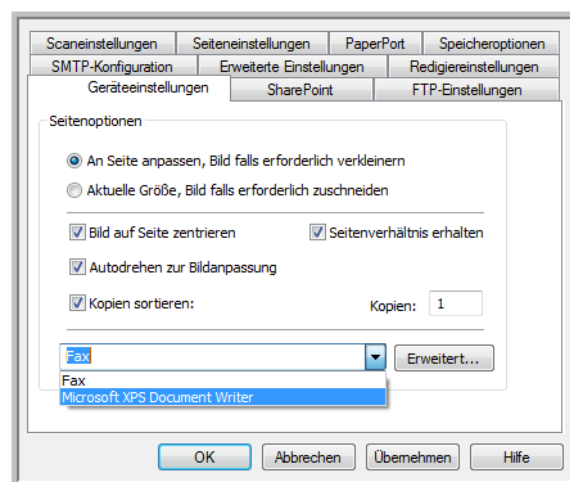 Scaneinstellungen Seiteneinstellungen PaperPort Speicheroptionen
SMTP-Konfiguration Erweiterte Einstellungen Redigiereinstellungen
Geräteeinstellungen SharePoint FTP-Einstellungen
Seitenoptionen
An Seite anpassen, Bild falls erforderlich verkleinern
Aktuelle Größe, Bild falls erforderlich zuschneiden
Bild auf Seite zentrieren Seitenverhältnis erhalten
Autodrehen zur Bildanpassung
Kopien sortieren: Kopien: 1
Fax Erweitert...
Fax
Microsoft XPS Document Writer
OK Abbrechen Übernehmen Hilfe